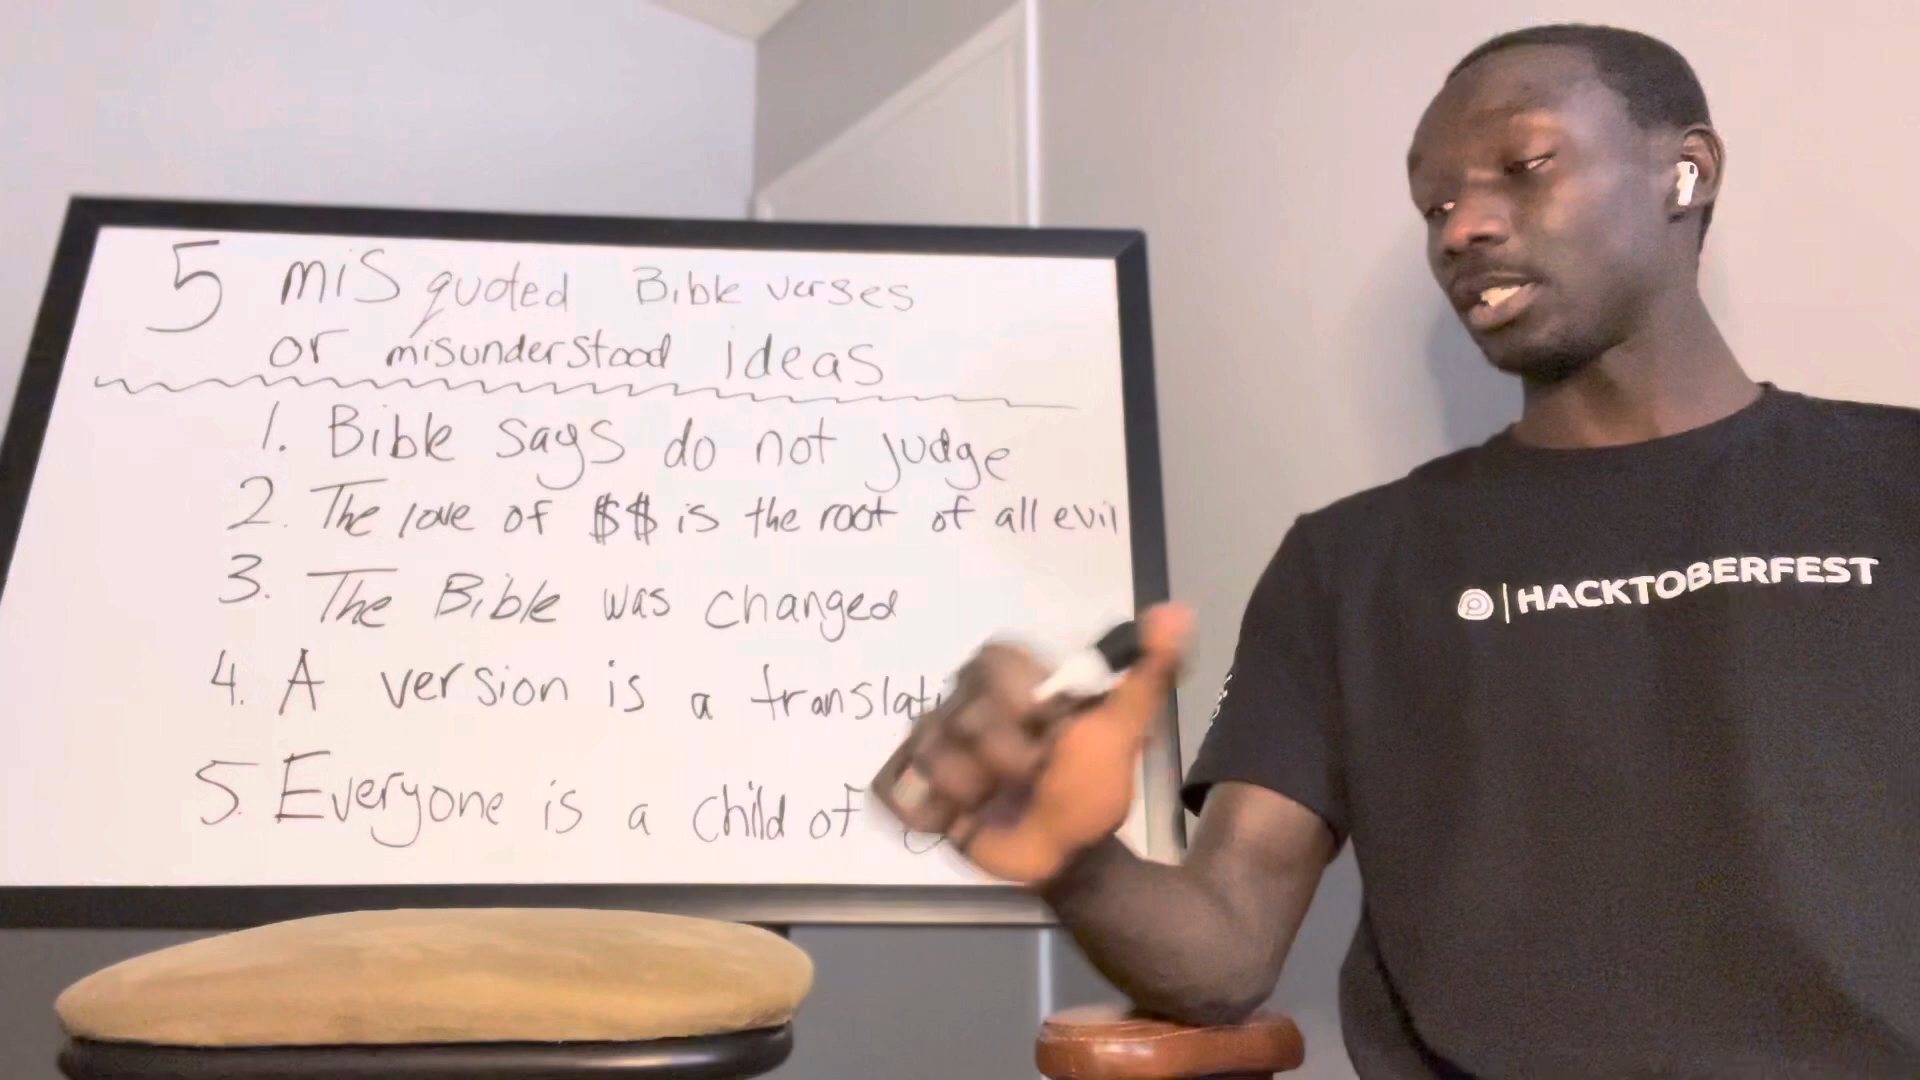 5 misquoted Bible verses
or misunderstood ideas
1. Bible says do not judge
2. The love of $$ is the root of all evil
3. The Bible was changed
4. A version is a
5. Everyone is a child of
HACKTOBERFEST